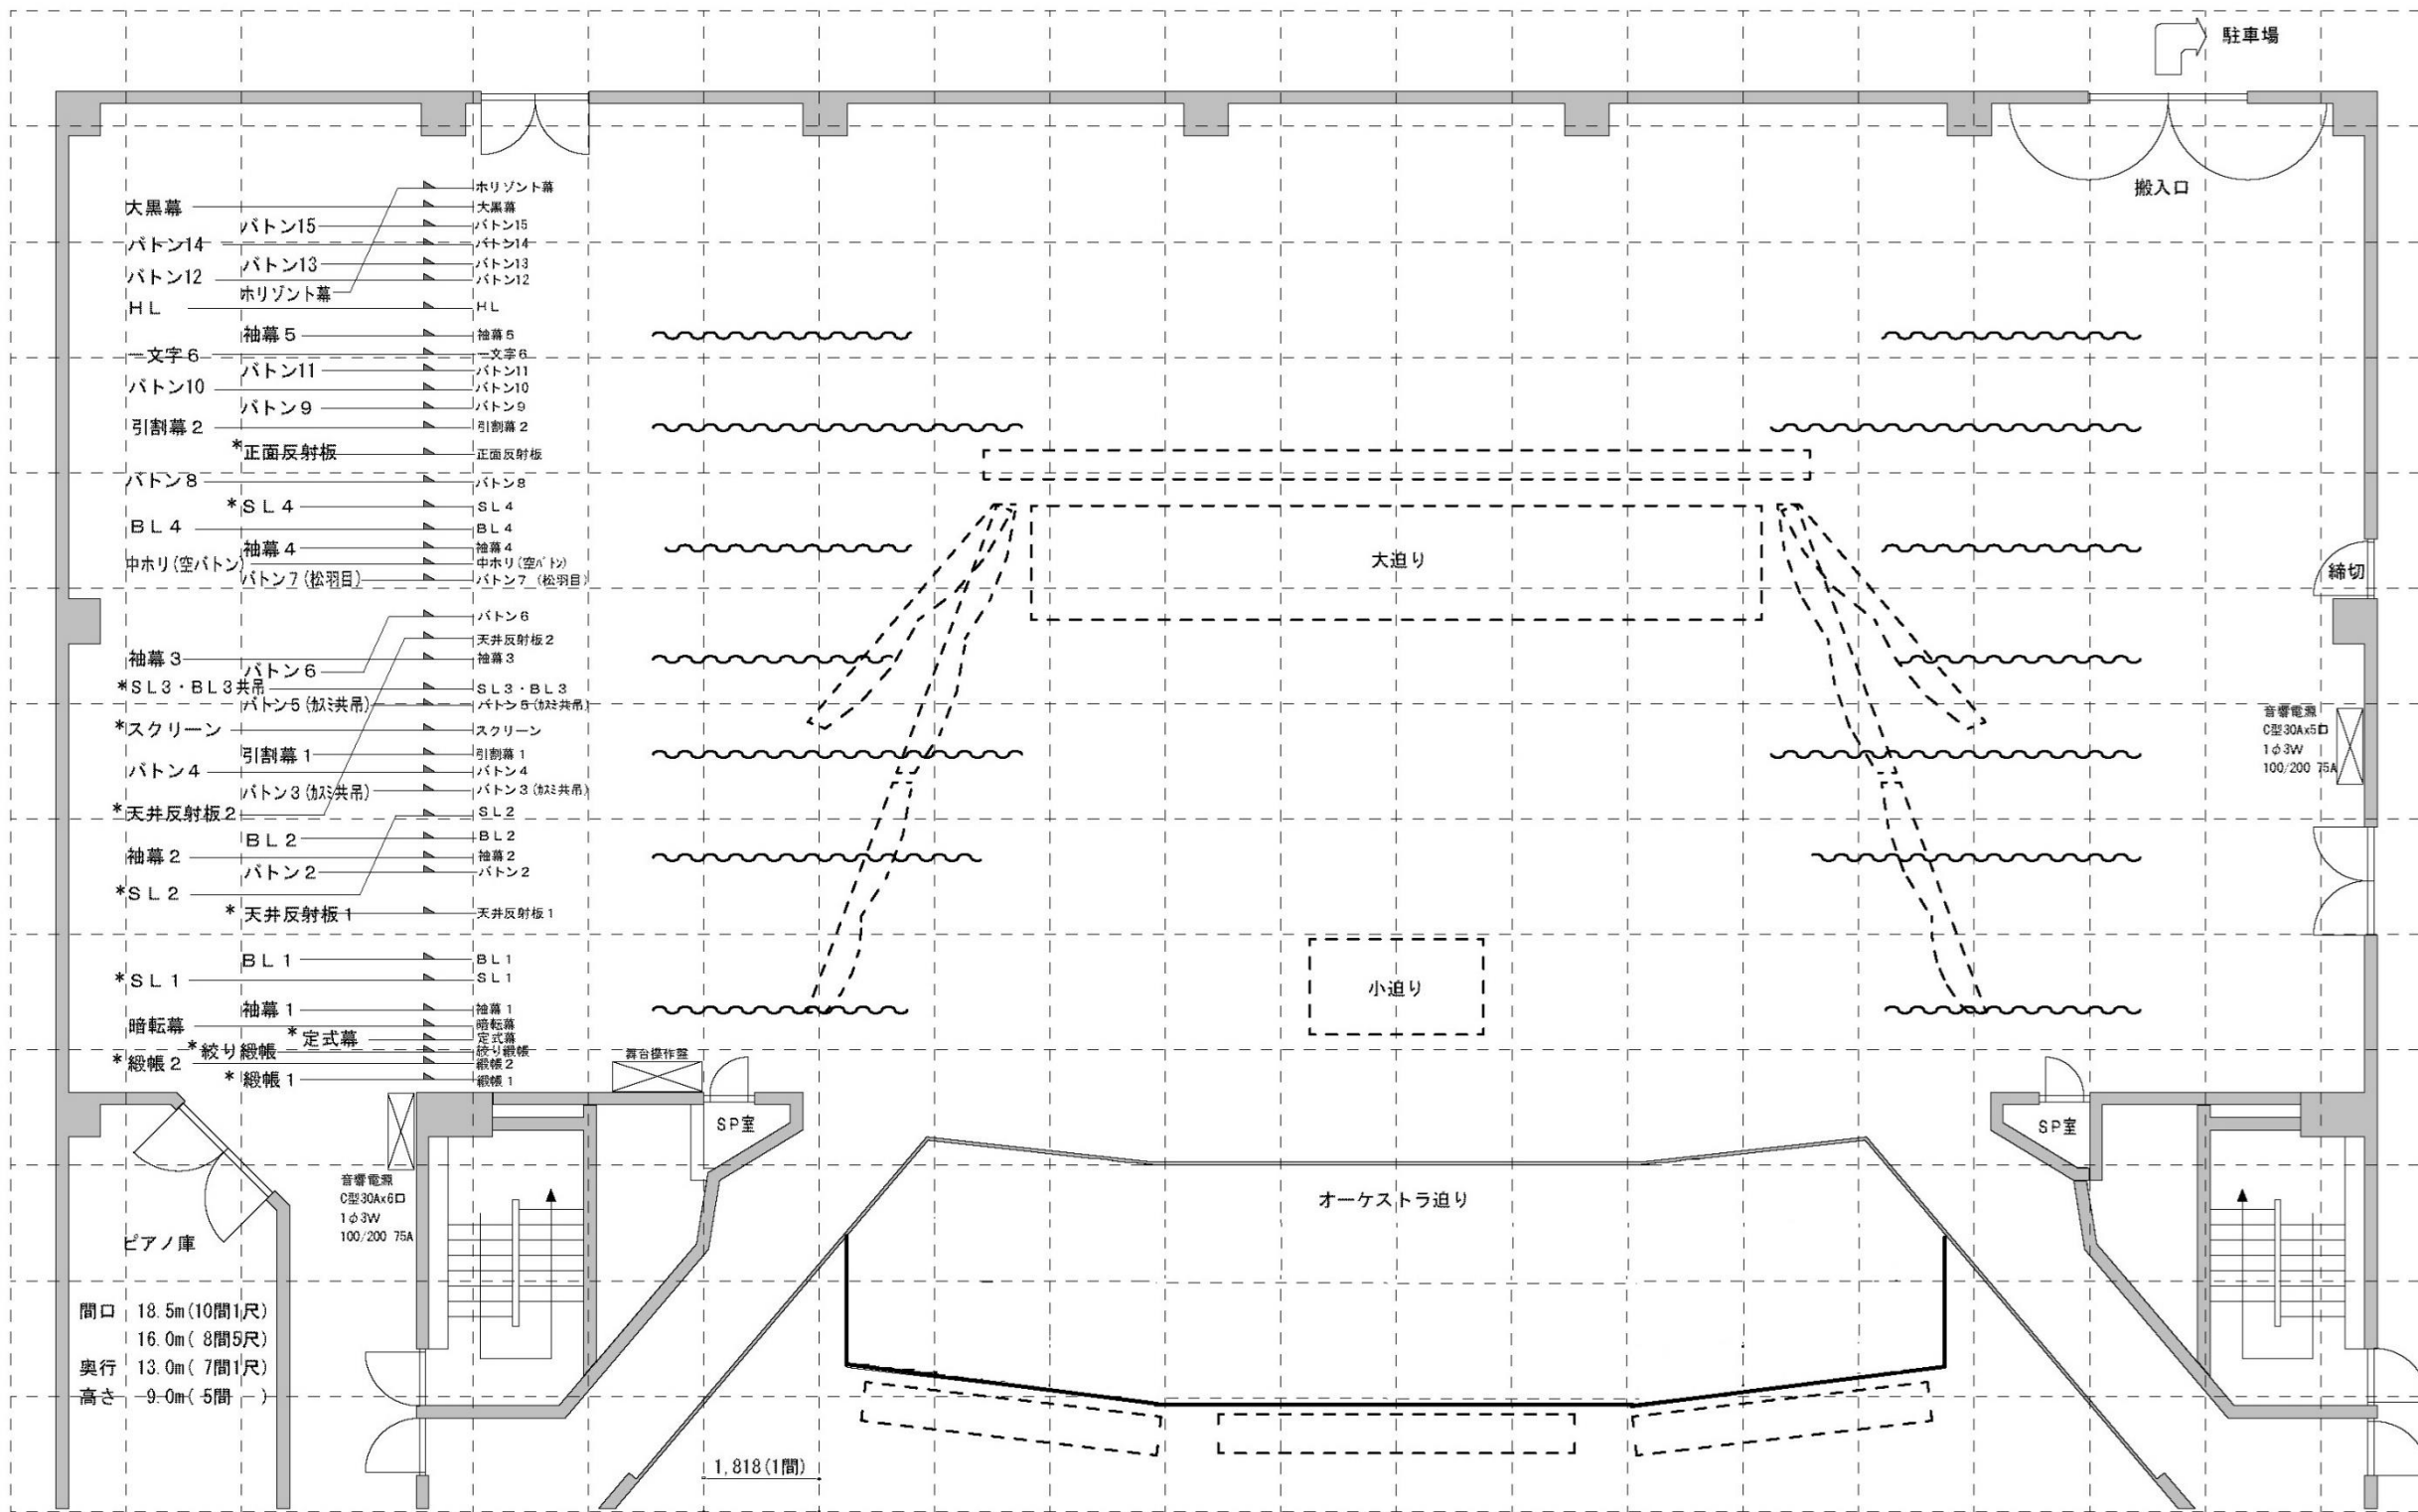 駐車場
搬入口
ホリゾント幕
大黒幕
大黒幕
バトン15
バトン15
バトン14
バトン14
バトン13
バトン13
バトン12
バトン12
ホリゾント幕
HL
HL
袖幕5
袖幕5
一文字6
一文字6
バトン11
バトン11
バトン10
バトン10
バトン9
バトン9
引割幕2
引割幕2
*正面反射板
正面反射板
バトン8
バトン8
*SL4
SL4
BL4
BL4
袖幕4
袖幕4
中ホリ(空バトン)
中ホリ(空バトン)
バトン7(松羽目)
バトン7(松羽目)
バトン6
天井反射板2
袖幕3
袖幕3
バトン6
*SL3・BL3共吊
SL3・BL3
バトン5(カスミ共吊)
バトン5(カスミ共吊)
*スクリーン
スクリーン
引割幕1
引割幕1
バトン4
バトン4
バトン3(カスミ共吊)
バトン3(カスミ共吊)
*天井反射板2
SL2
BL2
BL2
袖幕2
袖幕2
バトン2
バトン2
*SL2
*天井反射板1
天井反射板1
BL1
BL1
*SL1
SL1
袖幕1
袖幕1
暗転幕
暗転幕
*定式幕
定式幕
*絞り緞帳
絞り緞帳
*緞帳2
緞帳2
*緞帳1
緞帳1
大迫り
小迫り
締切
音響電源
C型30Ax5口
1φ3W
100/200 75A
舞台操作盤
SP室
SP室
オーケストラ迫り
音響電源
C型30Ax6口
1φ3W
100/200 75A
ピアノ庫
間口 18.5m(10間1尺)
16.0m( 8間5尺)
奥行 13.0m( 7間1尺)
高さ 9.0m( 5間 )
1,818(1間)